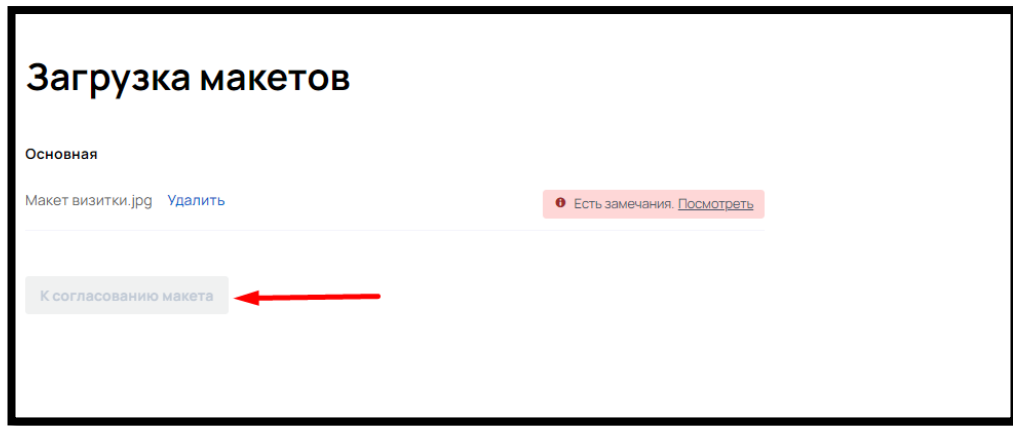 Загрузка макетов
Основная
Макет визитки.jpg Удалить
Есть замечания. Посмотреть
К согласованию макета